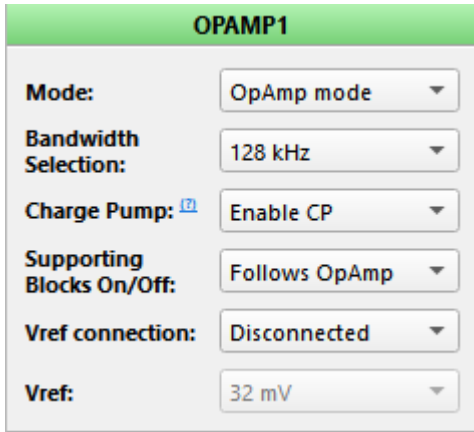 OPAMP1
Mode: OpAmp mode
Bandwidth
Selection: 128 kHz
Charge Pump: (?) Enable CP
Supporting
Blocks On/Off: Follows OpAmp
Vref connection: Disconnected
Vref: 32 mV